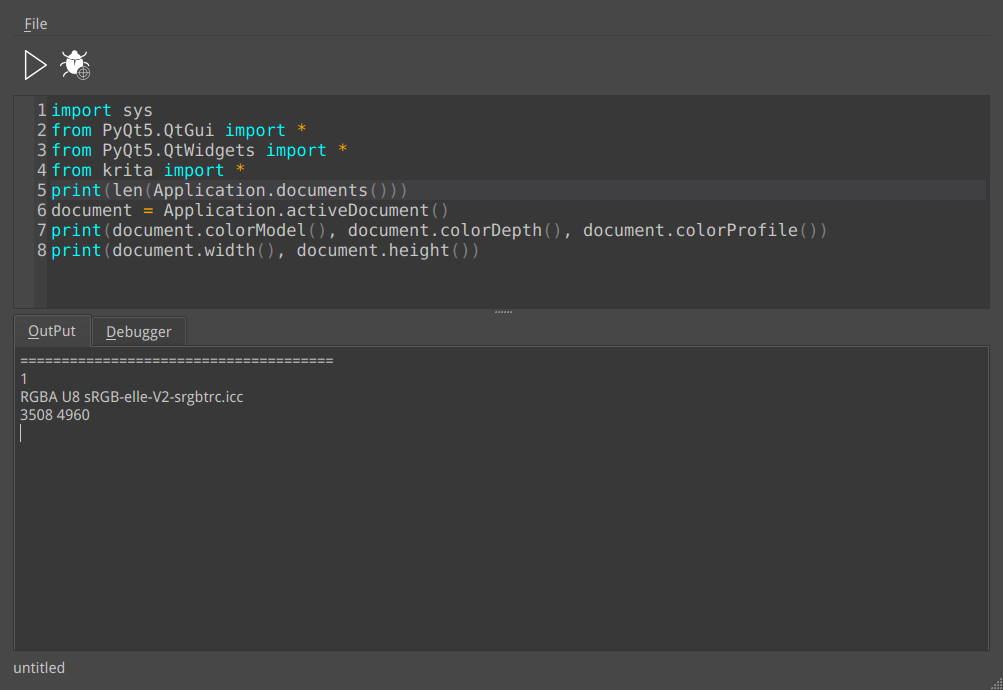 File
1 import sys
2 from PyQt5.QtGui import *
3 from PyQt5.QtWidgets import *
4 from krita import *
5 print(len(Application.documents()))
6 document = Application.activeDocument()
7 print(document.colorModel(), document.colorDepth(), document.colorProfile())
8 print(document.width(), document.height())
OutPut Debugger
======================================
1
RGBA U8 sRGB-elle-V2-srgbtrc.icc
3508 4960
untitled